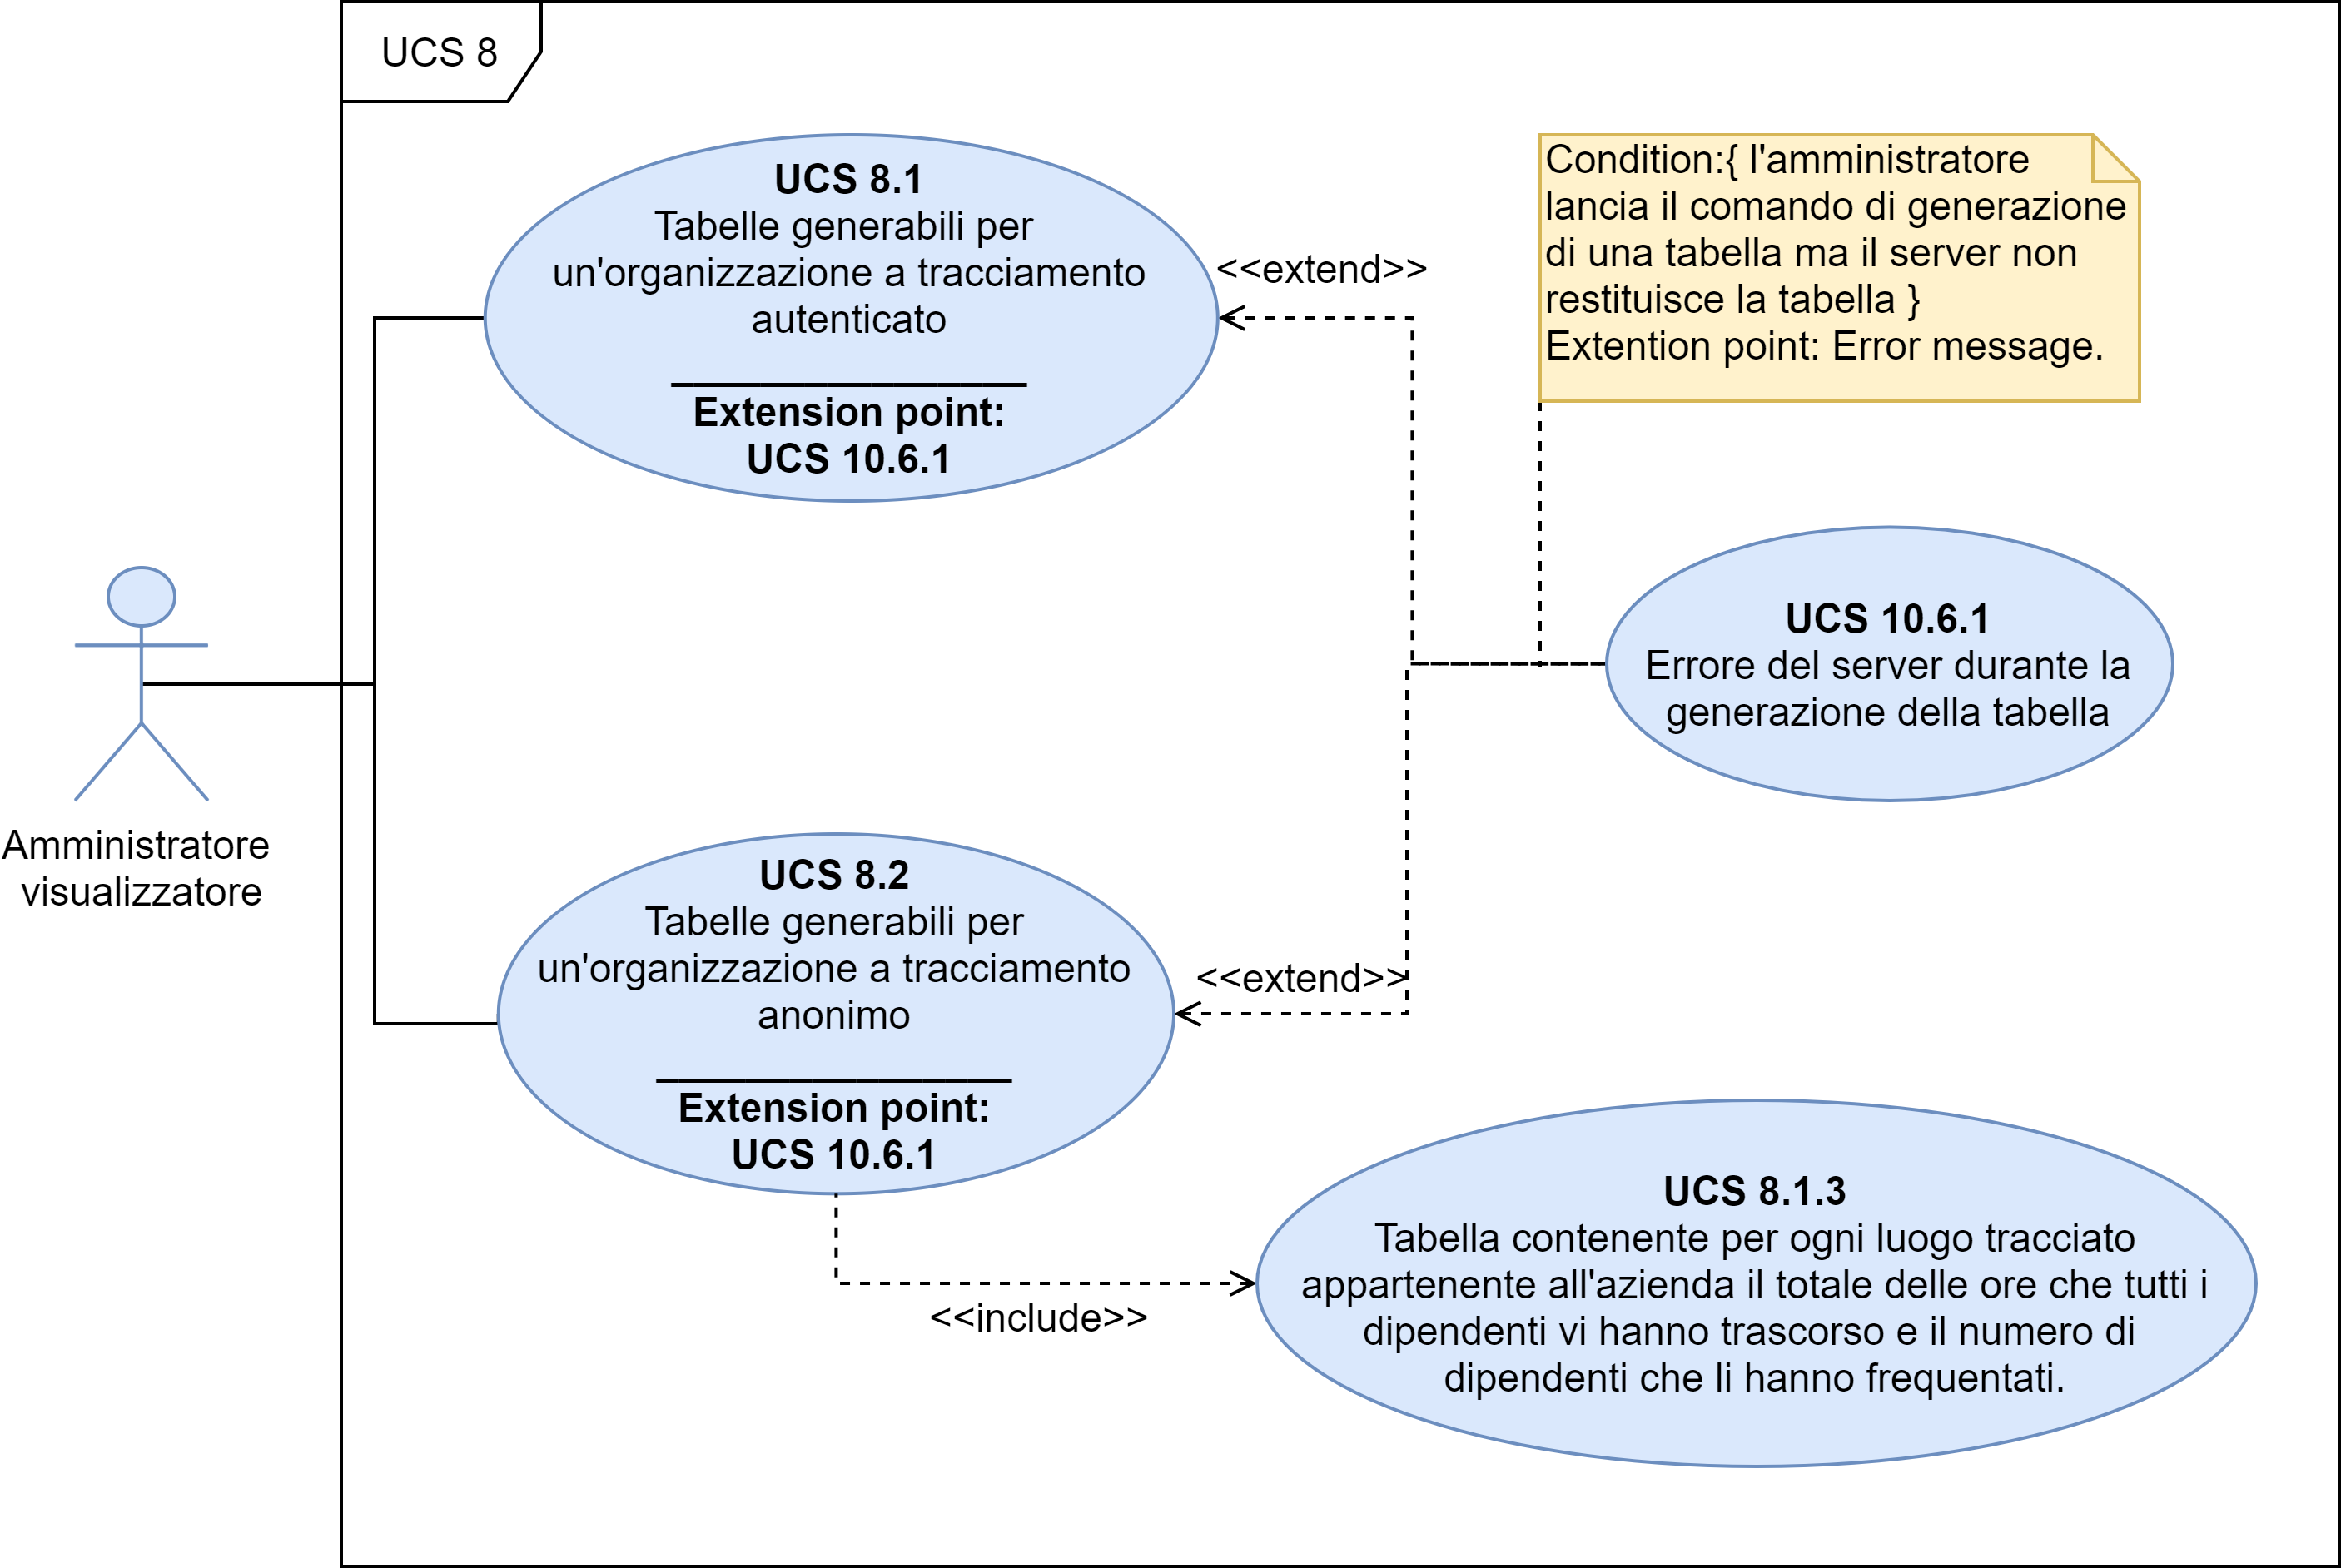 UCS 8
UCS 8.1
Tabelle generabili per
un'organizzazione a tracciamento
autenticato
Extension point:
UCS 10.6.1
<<extend>>
Condition:{ l'amministratore
lancia il comando di generazione
di una tabella ma il server non
restituisce la tabella }
Extention point: Error message.
UCS 10.6.1
Errore del server durante la
generazione della tabella
Amministratore
visualizzatore
UCS 8.2
Tabelle generabili per
un'organizzazione a tracciamento
anonimo
Extension point:
UCS 10.6.1
<<extend>>
<<include>>
UCS 8.1.3
Tabella contenente per ogni luogo tracciato
appartenente all'azienda il totale delle ore che tutti i
dipendenti vi hanno trascorso e il numero di
dipendenti che li hanno frequentati.